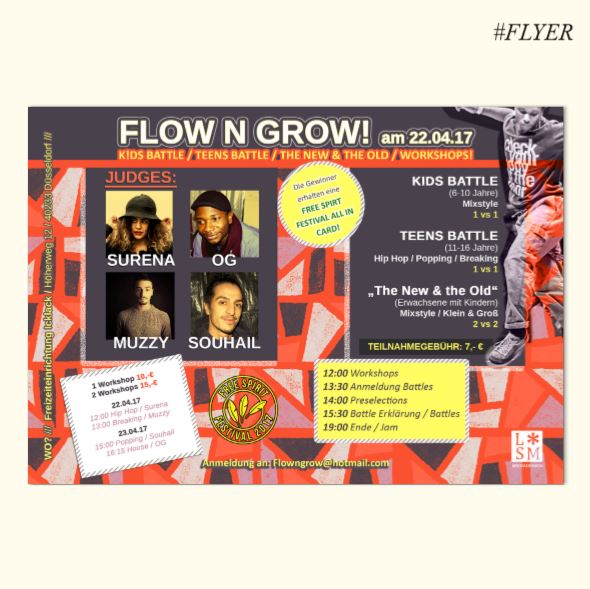 #FLYER
FLOW N GROW! am 22.04.17
K!DS BATTLE / TEENS BATTLE / THE NEW & THE OLD / WORKSHOPS!
WO? /// Freizeiteinrichtung Icklack / Höherweg 12 / 40233 Düsseldorf ///
JUDGES:
SURENA
OG
MUZZY
SOUHAIL
Die Gewinner
erhalten eine
FREE SPIRT
FESTIVAL ALL IN
CARD!
KIDS BATTLE
(6-10 Jahre)
Mixstyle
1 vs 1
TEENS BATTLE
(11-16 Jahre)
Hip Hop / Popping / Breaking
1 vs 1
„The New & the Old“
(Erwachsene mit Kindern)
Mixstyle / Klein & Groß
2 vs 2
TEILNAHMEGEBÜHR: 7,- €
1 Workshop 10,-€
2 Workshops 15,-€
22.04.17
12:00 Hip Hop / Surena
13:00 Breaking / Muzzy
23.04.17
15:00 Popping / Souhail
16:15 House / OG
FREE SPIRIT
FESTIVAL 2017
12:00 Workshops
13:30 Anmeldung Battles
14:00 Preselections
15:30 Battle Erklärung / Battles
19:00 Ende / Jam
Anmeldung an: Flowngrow@hotmail.com
L*
SM